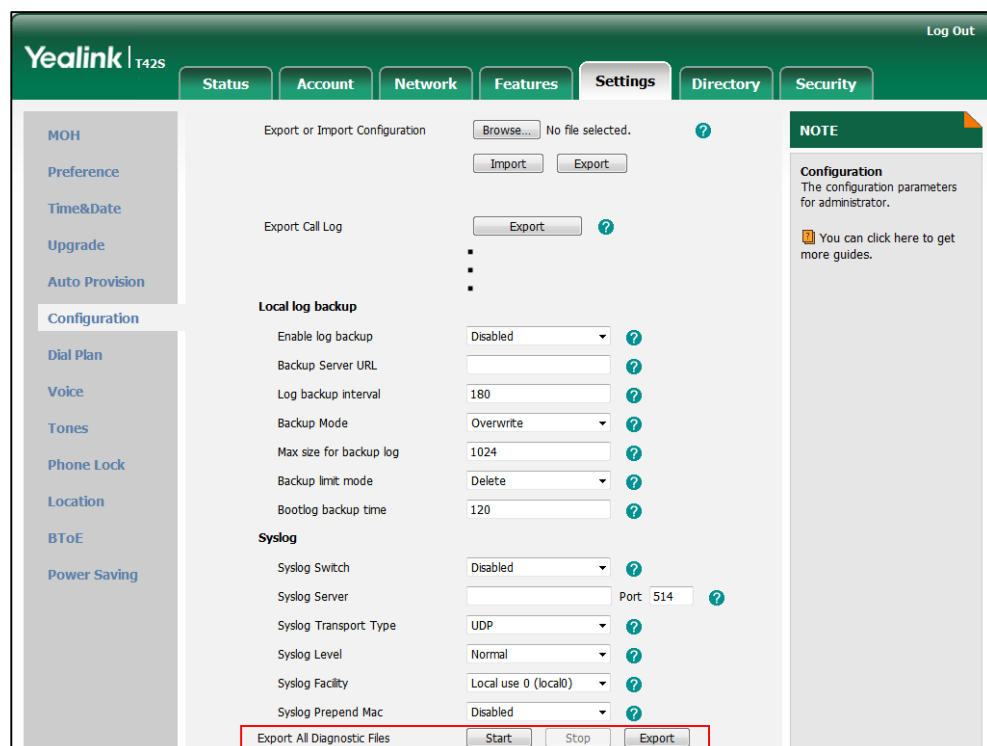 Log Out
Yealink T42S
Status Account Network Features Settings Directory Security
MOH
Preference
Time&Date
Upgrade
Auto Provision
Configuration
Dial Plan
Voice
Tones
Phone Lock
Location
BToE
Power Saving
Export or Import Configuration Browse... No file selected. ?
Import Export
Export Call Log Export ?
Local log backup
Enable log backup Disabled ?
Backup Server URL ?
Log backup interval 180 ?
Backup Mode Overwrite ?
Max size for backup log 1024 ?
Backup limit mode Delete ?
Bootlog backup time 120 ?
Syslog
Syslog Switch Disabled ?
Syslog Server Port 514 ?
Syslog Transport Type UDP ?
Syslog Level Normal ?
Syslog Facility Local use 0 (local0) ?
Syslog Prepend Mac Disabled ?
Export All Diagnostic Files Start Stop Export
NOTE
Configuration
The configuration parameters
for administrator.
? You can click here to get
more guides.